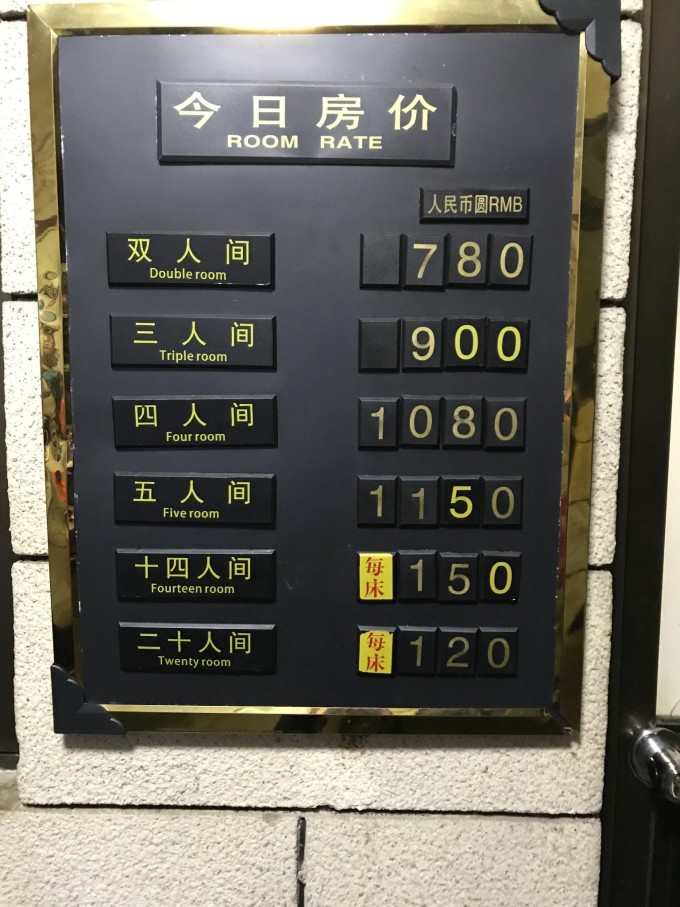 今日房价
ROOM RATE
人民币圆RMB
双人间 780
Double room
三人间 900
Triple room
四人间 1080
Four room
五人间 1150
Five room
十四人间 每床 150
Fourteen room
二十人间 每床 120
Twenty room